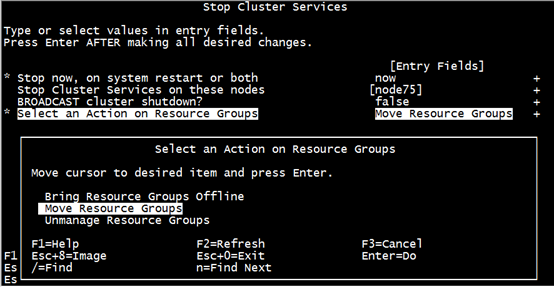 Stop Cluster Services
Type or select values in entry fields.
Press Enter AFTER making all desired changes.
[Entry Fields]
* Stop now, on system restart or both now +
Stop Cluster Services on these nodes [node75] +
BROADCAST cluster shutdown? false +
* Select an Action on Resource Groups Move Resource Groups +
Select an Action on Resource Groups
Move cursor to desired item and press Enter.
Bring Resource Groups Offline
Move Resource Groups
Unmanage Resource Groups
F1=Help F2=Refresh F3=Cancel
F1 Esc+8=Image Esc+0=Exit Enter=Do
Es /=Find n=Find Next
Es